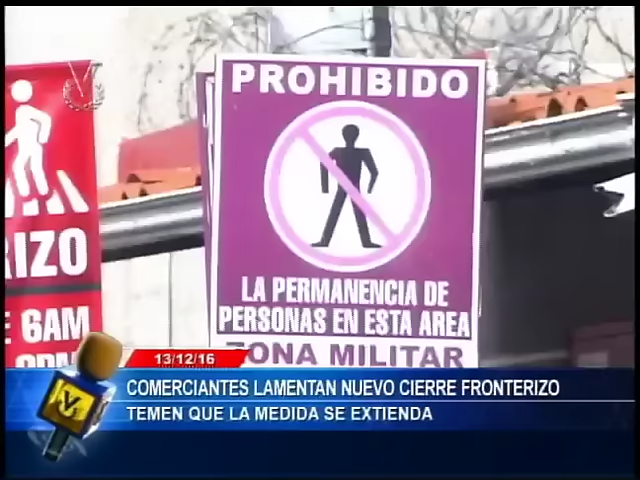 PROHIBIDO
LA PERMANENCIA DE
PERSONAS EN ESTA AREA
ZONA MILITAR
IZO
6AM
13/12/16
COMERCIANTES LAMENTAN NUEVO CIERRE FRONTERIZO
TEMEN QUE LA MEDIDA SE EXTIENDA